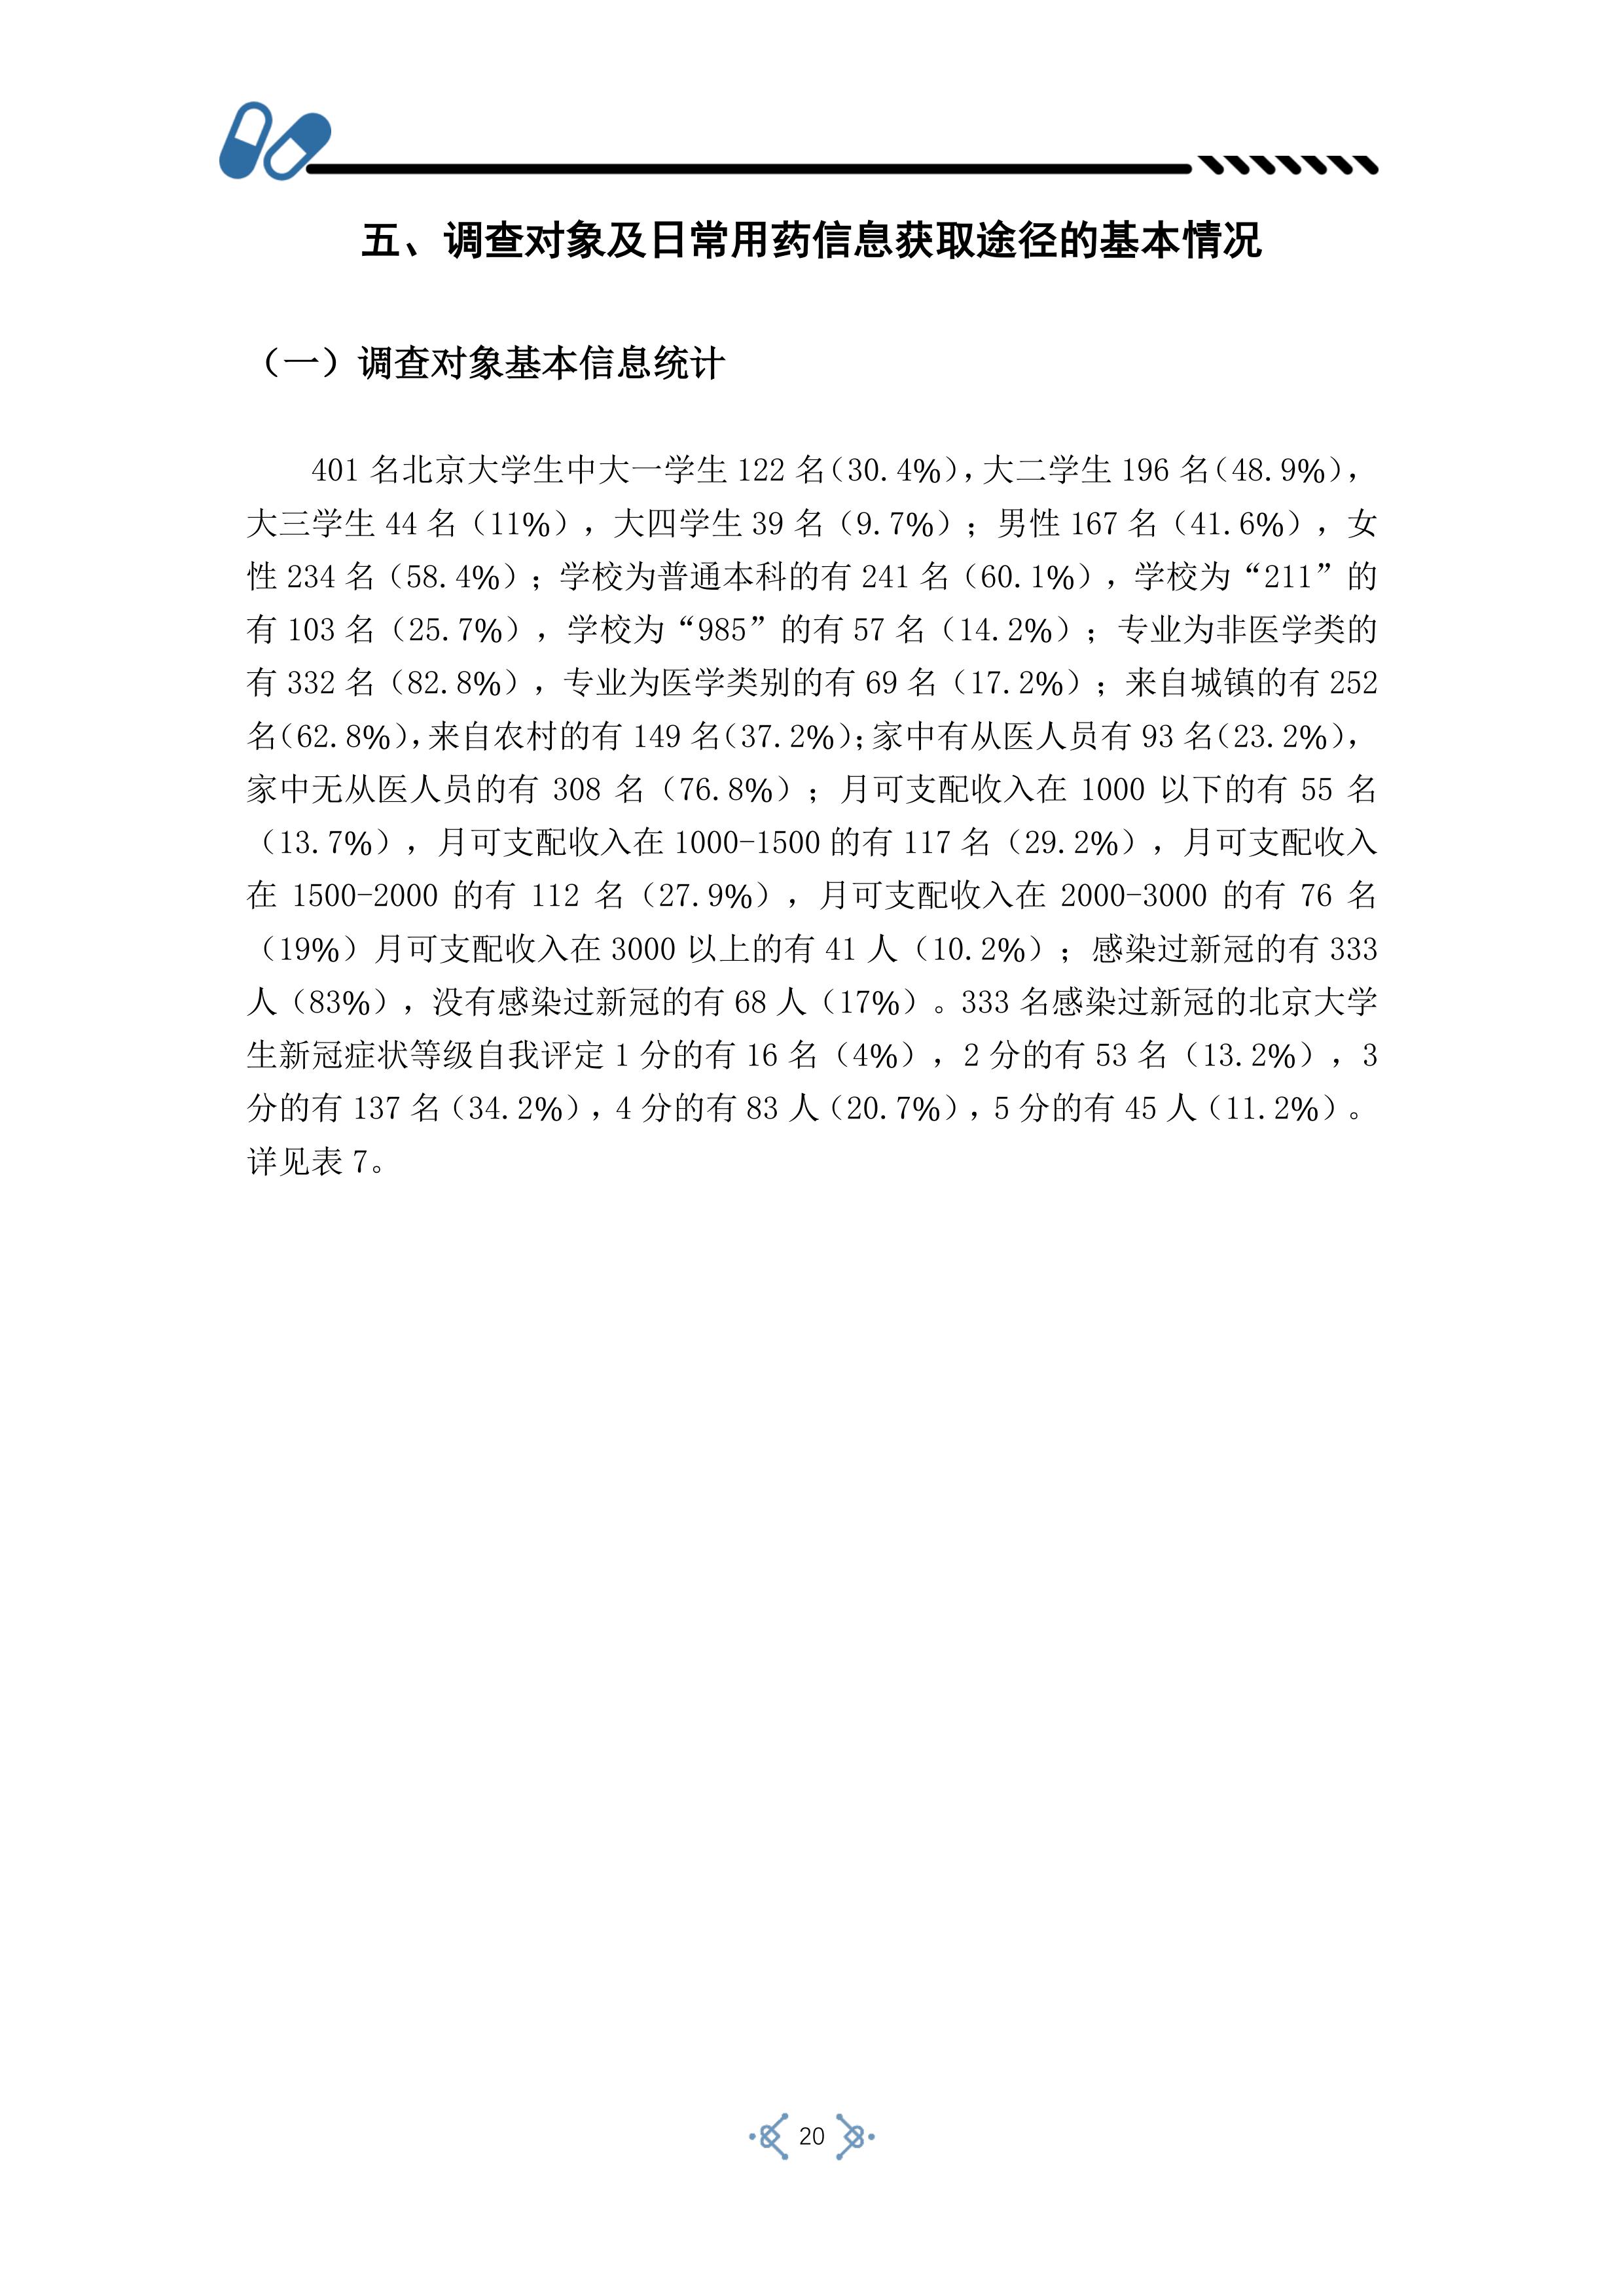 五、调查对象及日常用药信息获取途径的基本情况
（一）调查对象基本信息统计
401 名北京大学生中大一学生 122 名（30.4%），大二学生 196 名（48.9%），
大三学生 44 名（11%），大四学生 39 名（9.7%）；男性 167 名（41.6%），女
性 234 名（58.4%）；学校为普通本科的有 241 名（60.1%），学校为“211”的
有 103 名（25.7%），学校为“985”的有 57 名（14.2%）；专业为非医学类的
有 332 名（82.8%），专业为医学类别的有 69 名（17.2%）；来自城镇的有 252
名（62.8%），来自农村的有 149 名（37.2%）；家中有从医人员有 93 名（23.2%），
家中无从医人员的有 308 名（76.8%）；月可支配收入在 1000 以下的有 55 名
（13.7%），月可支配收入在 1000-1500 的有 117 名（29.2%），月可支配收入
在 1500-2000 的有 112 名（27.9%），月可支配收入在 2000-3000 的有 76 名
（19%）月可支配收入在 3000 以上的有 41 人（10.2%）；感染过新冠的有 333
人（83%），没有感染过新冠的有 68 人（17%）。333 名感染过新冠的北京大学
生新冠症状等级自我评定 1 分的有 16 名（4%），2 分的有 53 名（13.2%），3
分的有 137 名（34.2%），4 分的有 83 人（20.7%），5 分的有 45 人（11.2%）。
详见表 7。
20